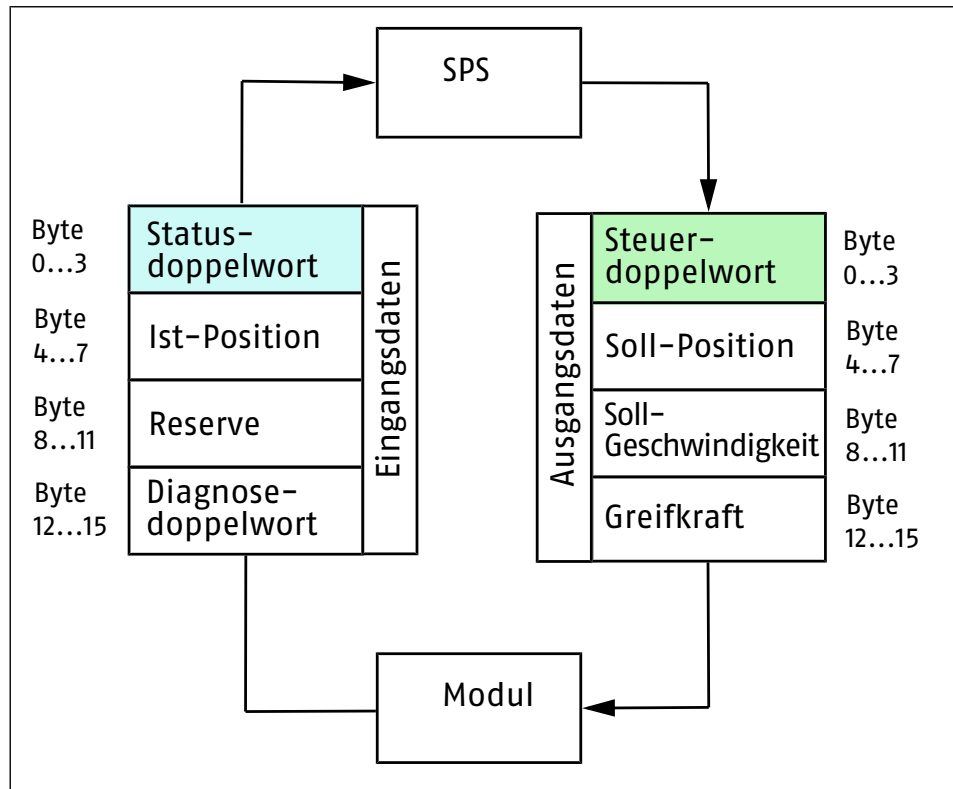 SPS
Byte
0…3
Status-
doppelwort
Byte
4…7
Ist-Position
Byte
8…11
Reserve
Byte
12…15
Diagnose-
doppelwort
Eingangsdaten
Ausgangsdaten
Steuer-
doppelwort
Byte
0…3
Soll-Position
Byte
4…7
Soll-
Geschwindigkeit
Byte
8…11
Greifkraft
Byte
12…15
Modul